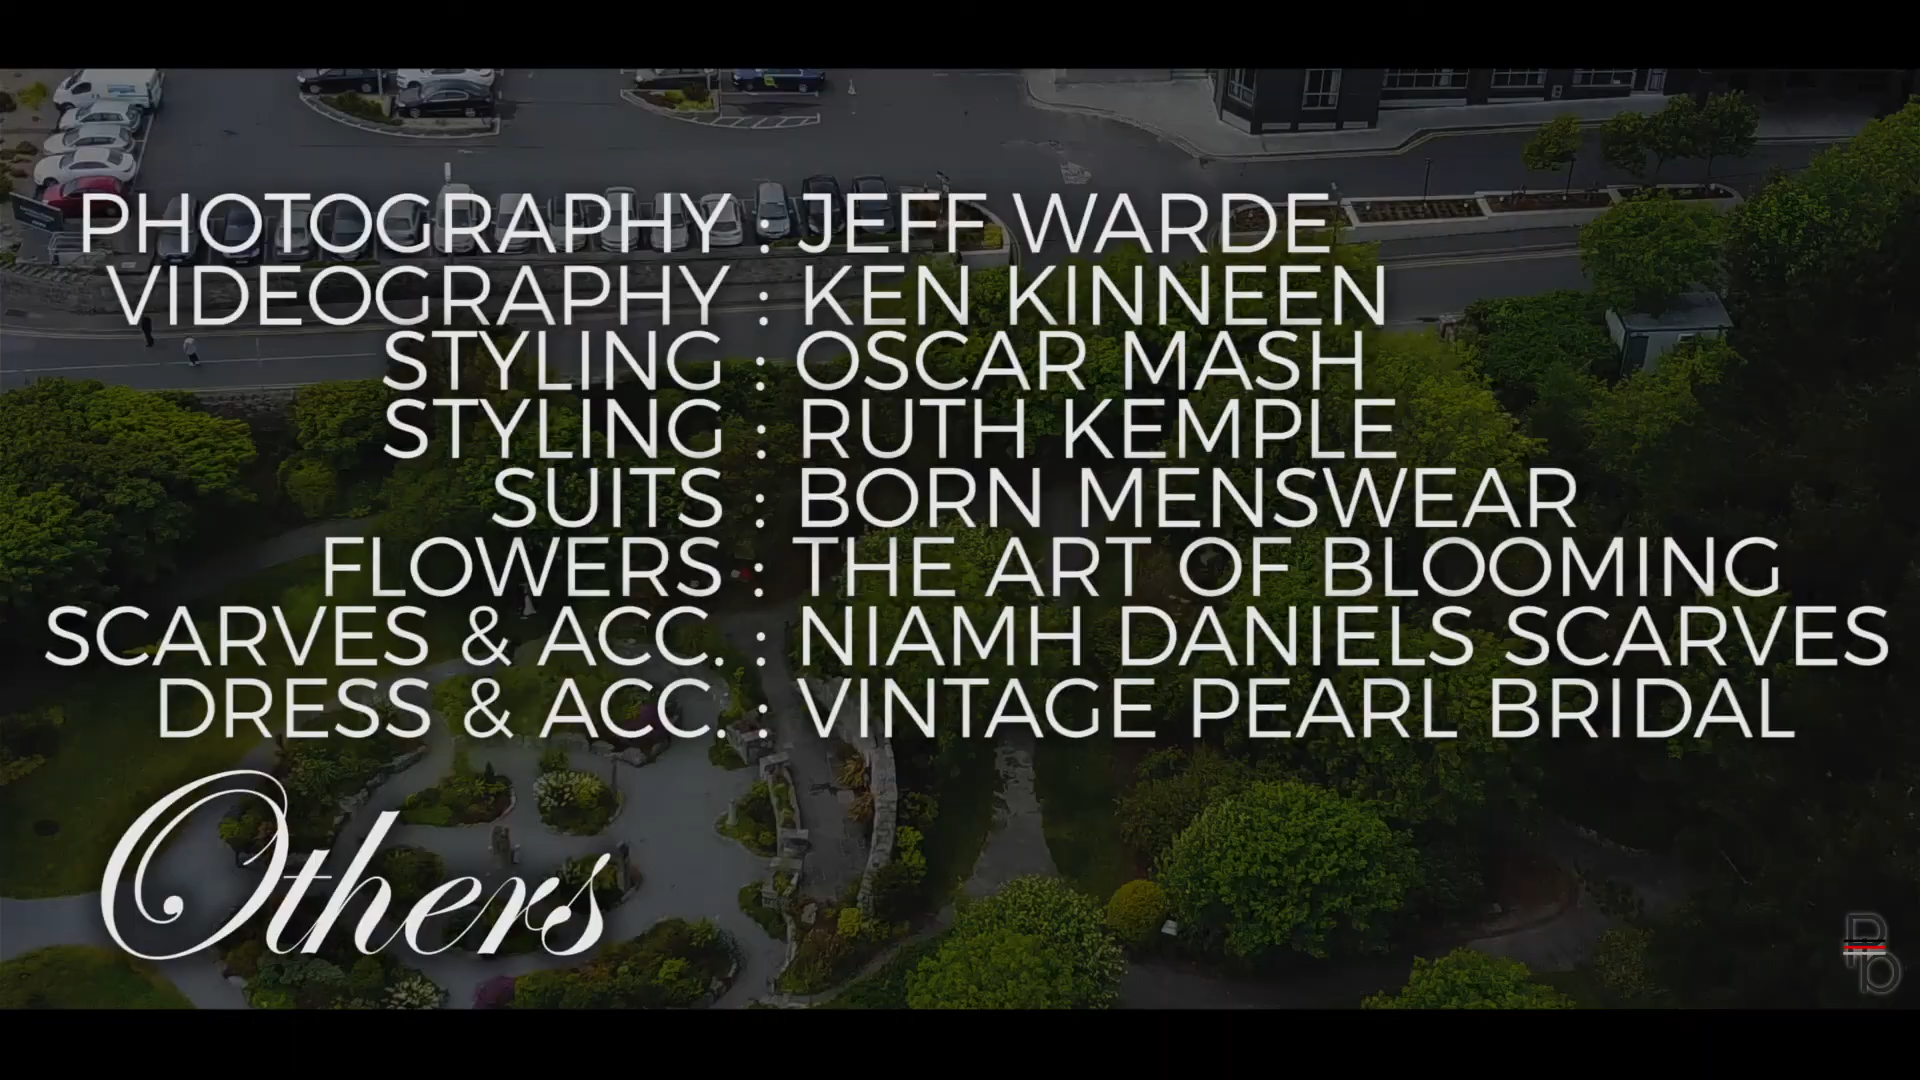 PHOTOGRAPHY : JEFF WARDE
VIDEOGRAPHY : KEN KINNEEN
STYLING : OSCAR MASH
STYLING : RUTH KEMPLE
SUITS : BORN MENSWEAR
FLOWERS : THE ART OF BLOOMING
SCARVES & ACC. : NIAMH DANIELS SCARVES
DRESS & ACC. : VINTAGE PEARL BRIDAL
Others